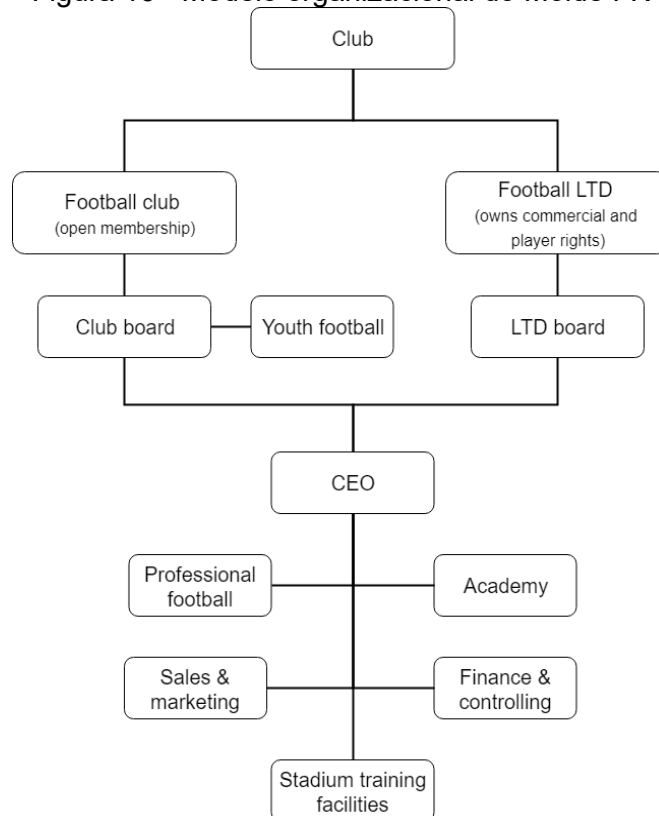 Club
Football club
(open membership)
Football LTD
(owns commercial and
player rights)
Club board
Youth football
LTD board
CEO
Professional
football
Academy
Sales &
marketing
Finance &
controlling
Stadium training
facilities